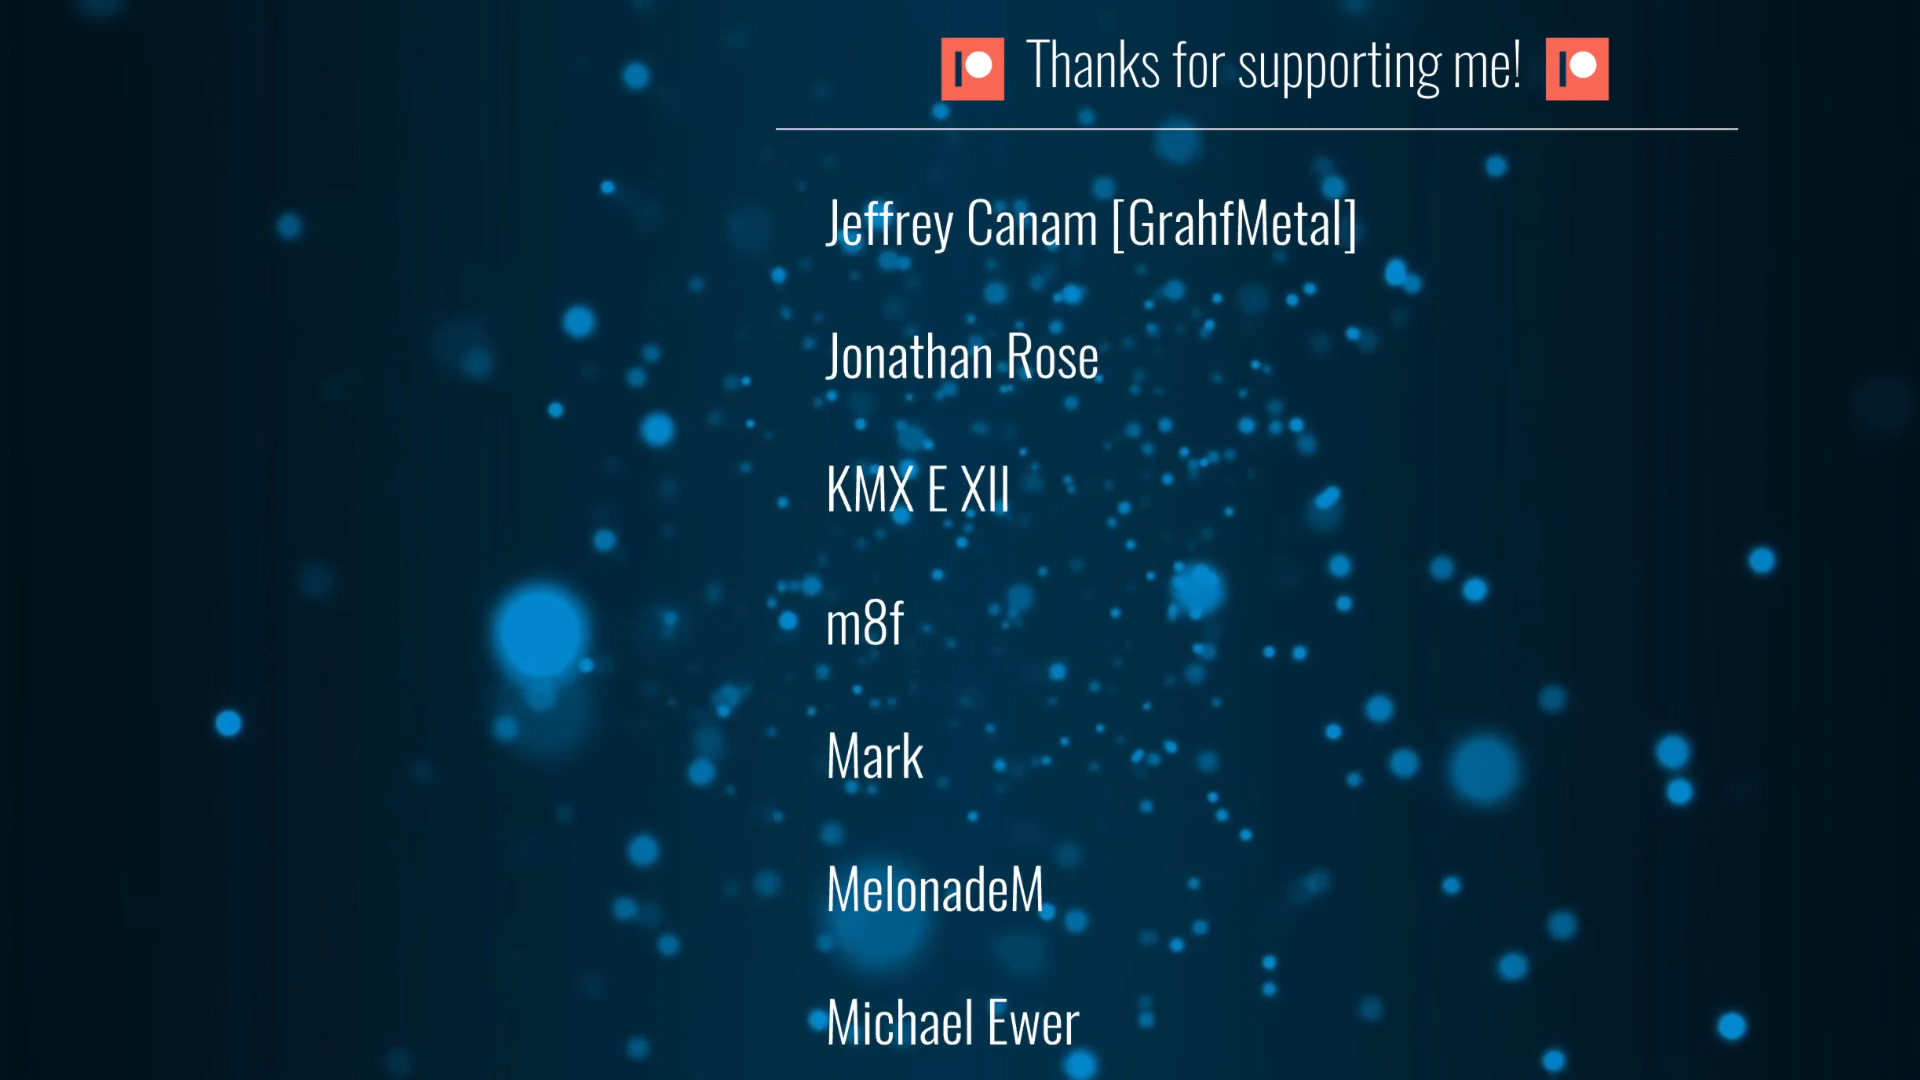 Thanks for supporting me!
Jeffrey Canam [GrahfMetal]
Jonathan Rose
KMX E XII
m8f
Mark
MelonadeM
Michael Ewer